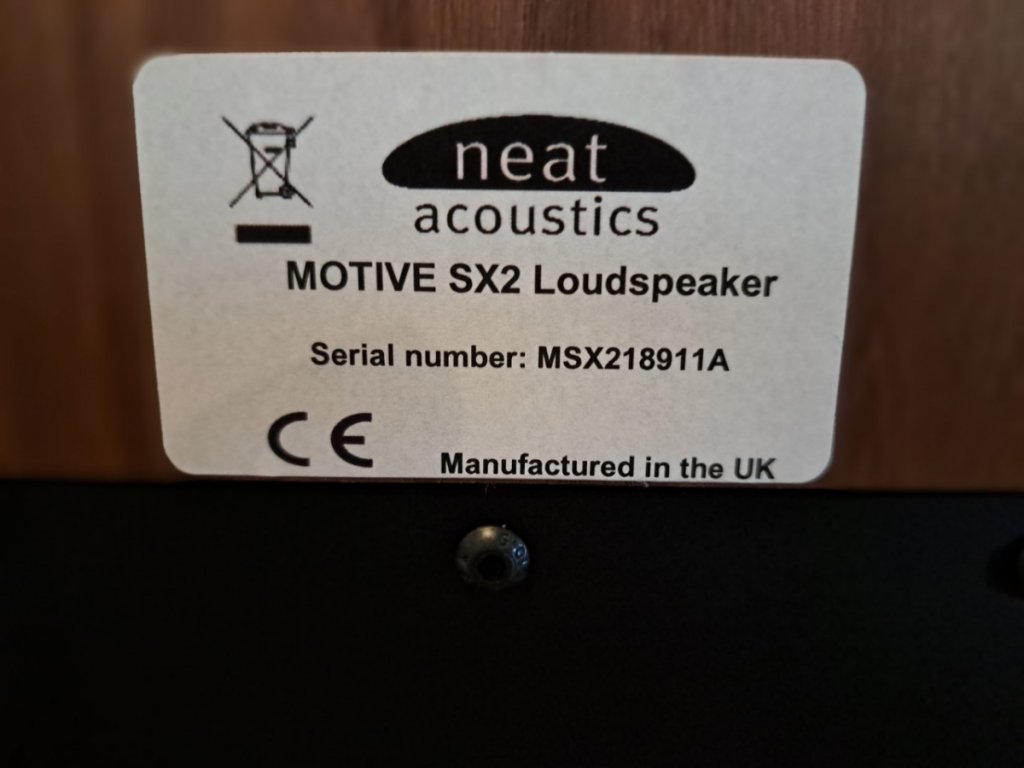 neat
acoustics
MOTIVE SX2 Loudspeaker
Serial number: MSX218911A
CE
Manufactured in the UK